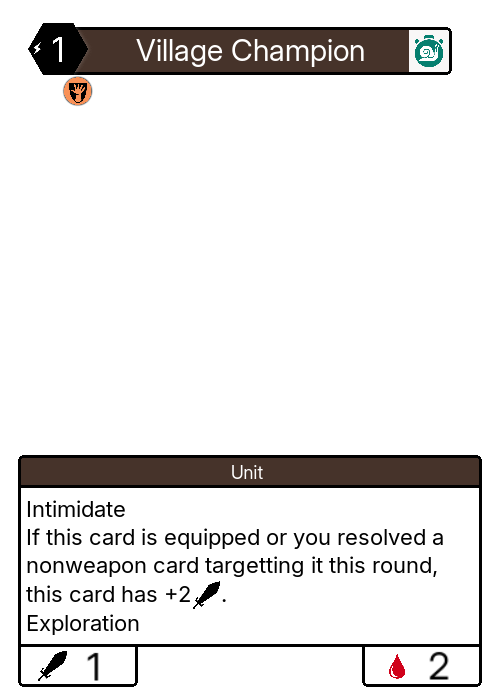 1 Village Champion
Unit
Intimidate
If this card is equipped or you resolved a
nonweapon card targetting it this round,
this card has +2.
Exploration
1 2